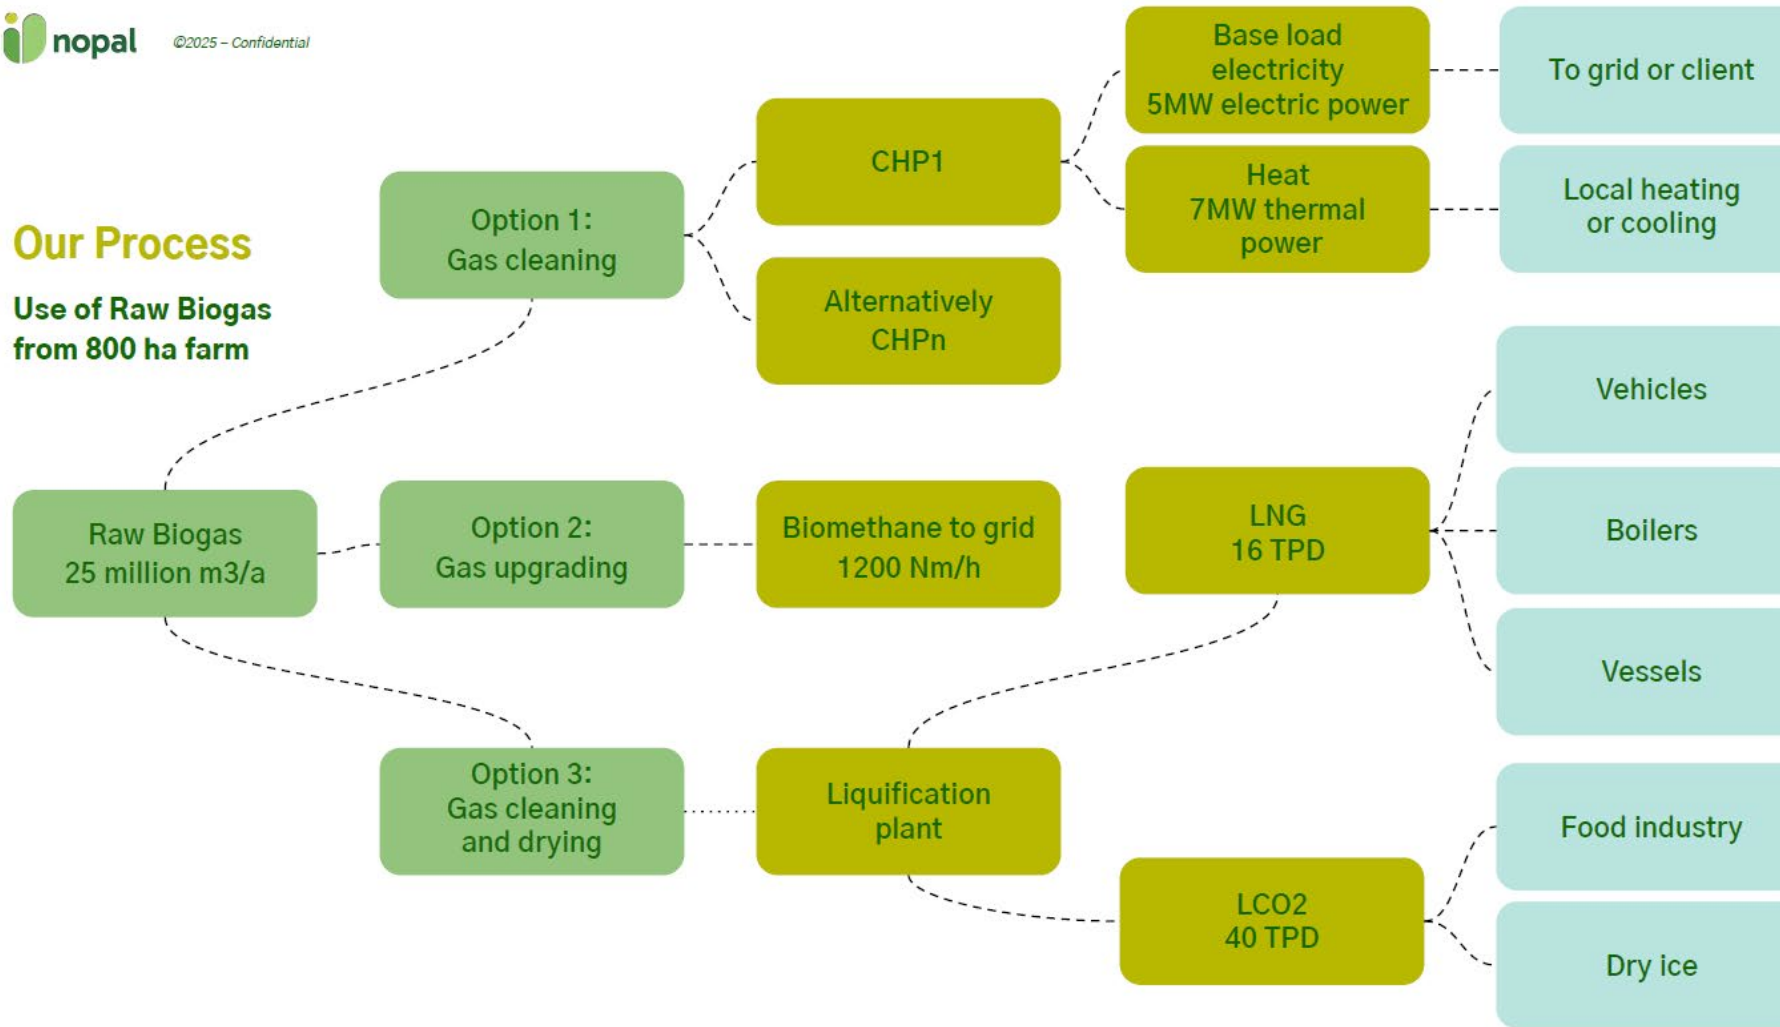 nopal
©2025 – Confidential
Our Process
Use of Raw Biogas
from 800 ha farm
Raw Biogas
25 million m3/a
Option 1:
Gas cleaning
CHP1
Alternatively
CHPn
Base load
electricity
5MW electric power
To grid or client
Heat
7MW thermal
power
Local heating
or cooling
Option 2:
Gas upgrading
Biomethane to grid
1200 Nm/h
Option 3:
Gas cleaning
and drying
Liquification
plant
LNG
16 TPD
Vehicles
Boilers
Vessels
LCO2
40 TPD
Food industry
Dry ice